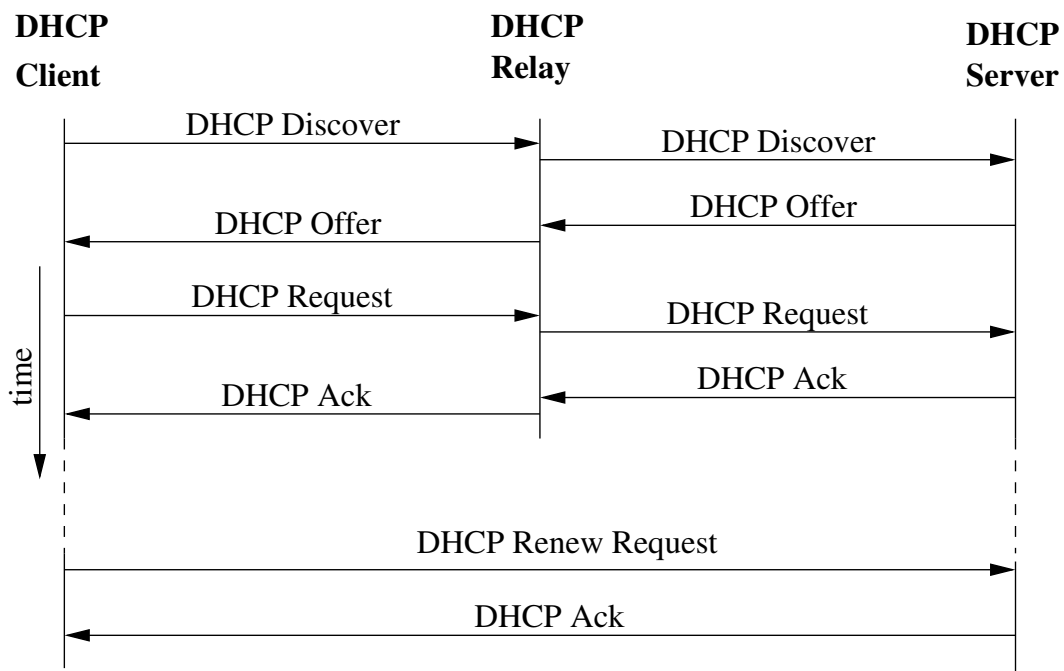 DHCP
Client
DHCP
Relay
DHCP
Server
DHCP Discover
DHCP Discover
DHCP Offer
DHCP Offer
DHCP Request
DHCP Request
time
DHCP Ack
DHCP Ack
DHCP Renew Request
DHCP Ack